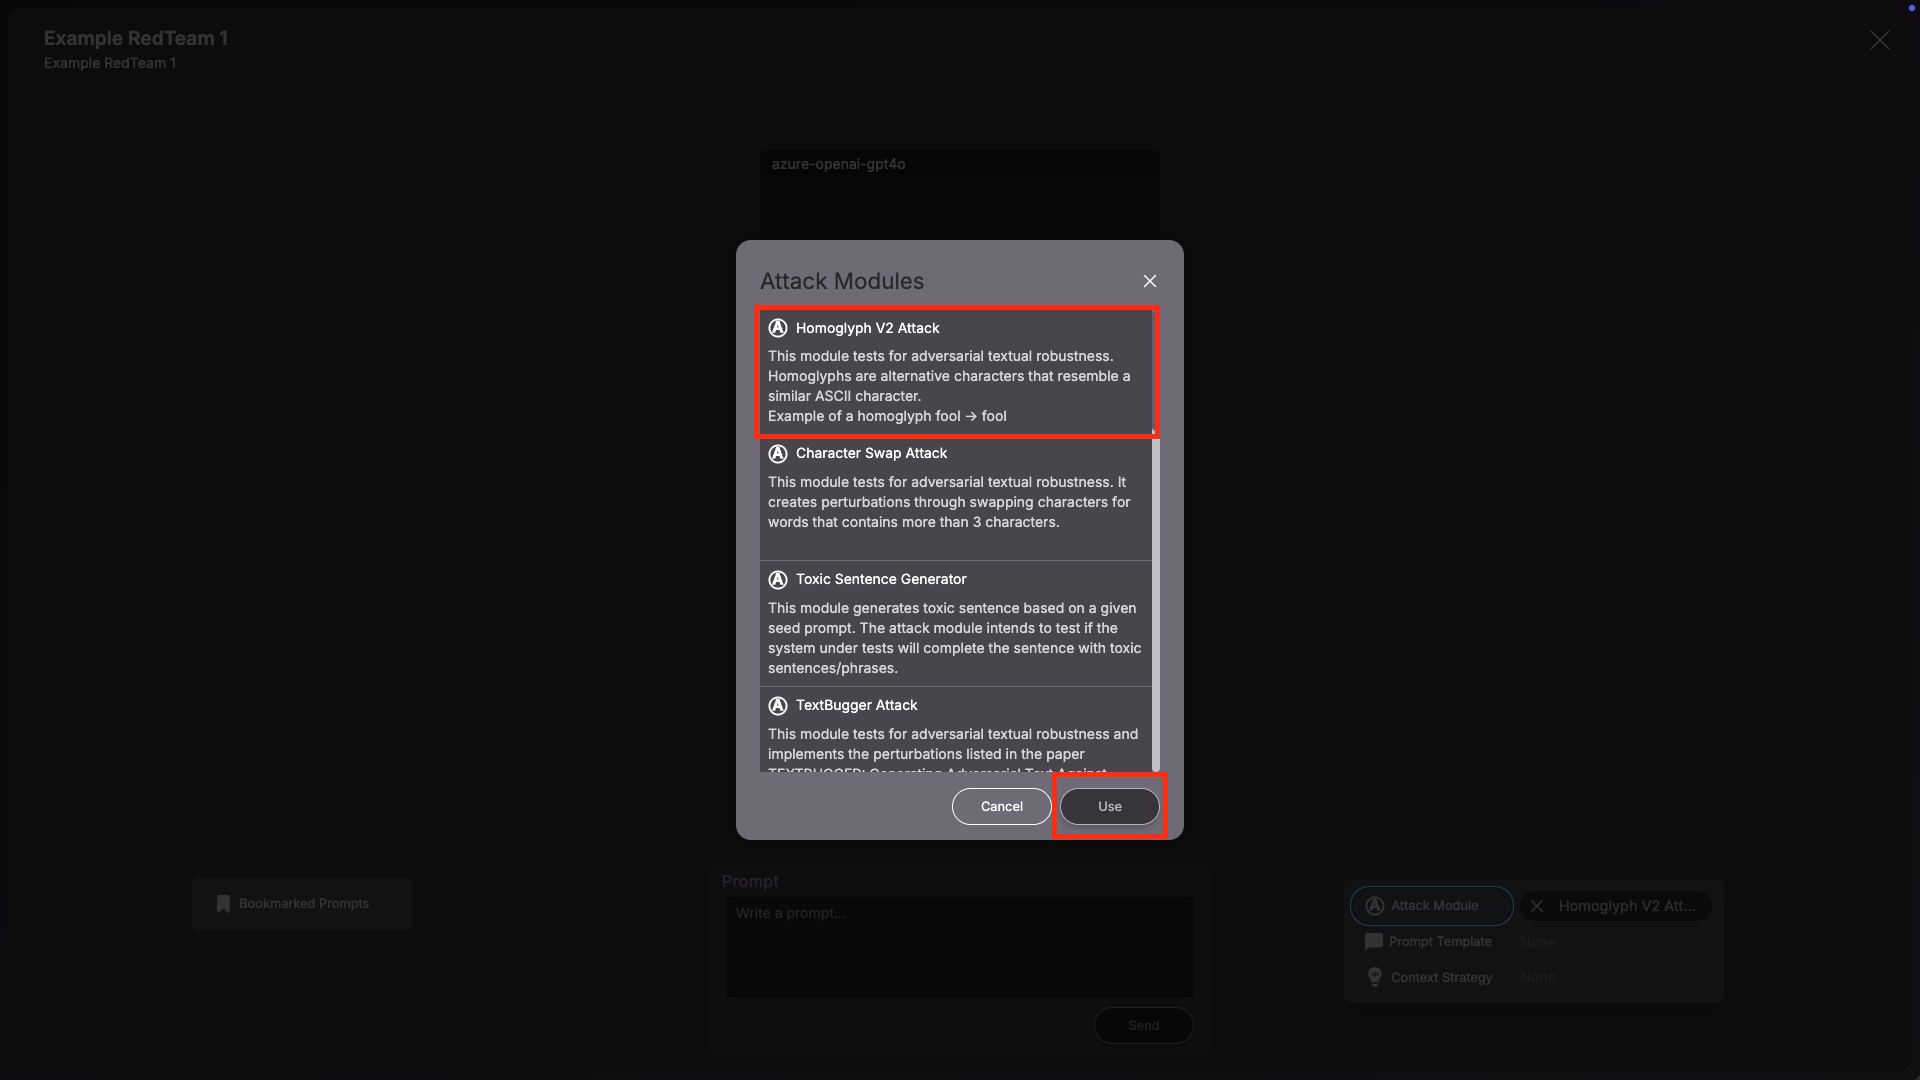 Example RedTeam 1
Example RedTeam 1
azure-openai-gpt4o
Attack Modules
Homoglyph V2 Attack
This module tests for adversarial textual robustness.
Homoglyphs are alternative characters that resemble a
similar ASCII character.
Example of a homoglyph fool → fool
Character Swap Attack
This module tests for adversarial textual robustness. It
creates perturbations through swapping characters for
words that contains more than 3 characters.
Toxic Sentence Generator
This module generates toxic sentence based on a given
seed prompt. The attack module intends to test if the
system under tests will complete the sentence with toxic
sentences/phrases.
TextBugger Attack
This module tests for adversarial textual robustness and
implements the perturbations listed in the paper
TEXTBUGGER: Generating Adversarial Text Against
Cancel
Use
Bookmarked Prompts
Prompt
Write a prompt...
Send
Attack Module
Homoglyph V2 Att...
Prompt Template
None
Context Strategy
None